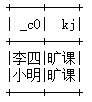 _c0 kj
李四 旷课
小明 旷课